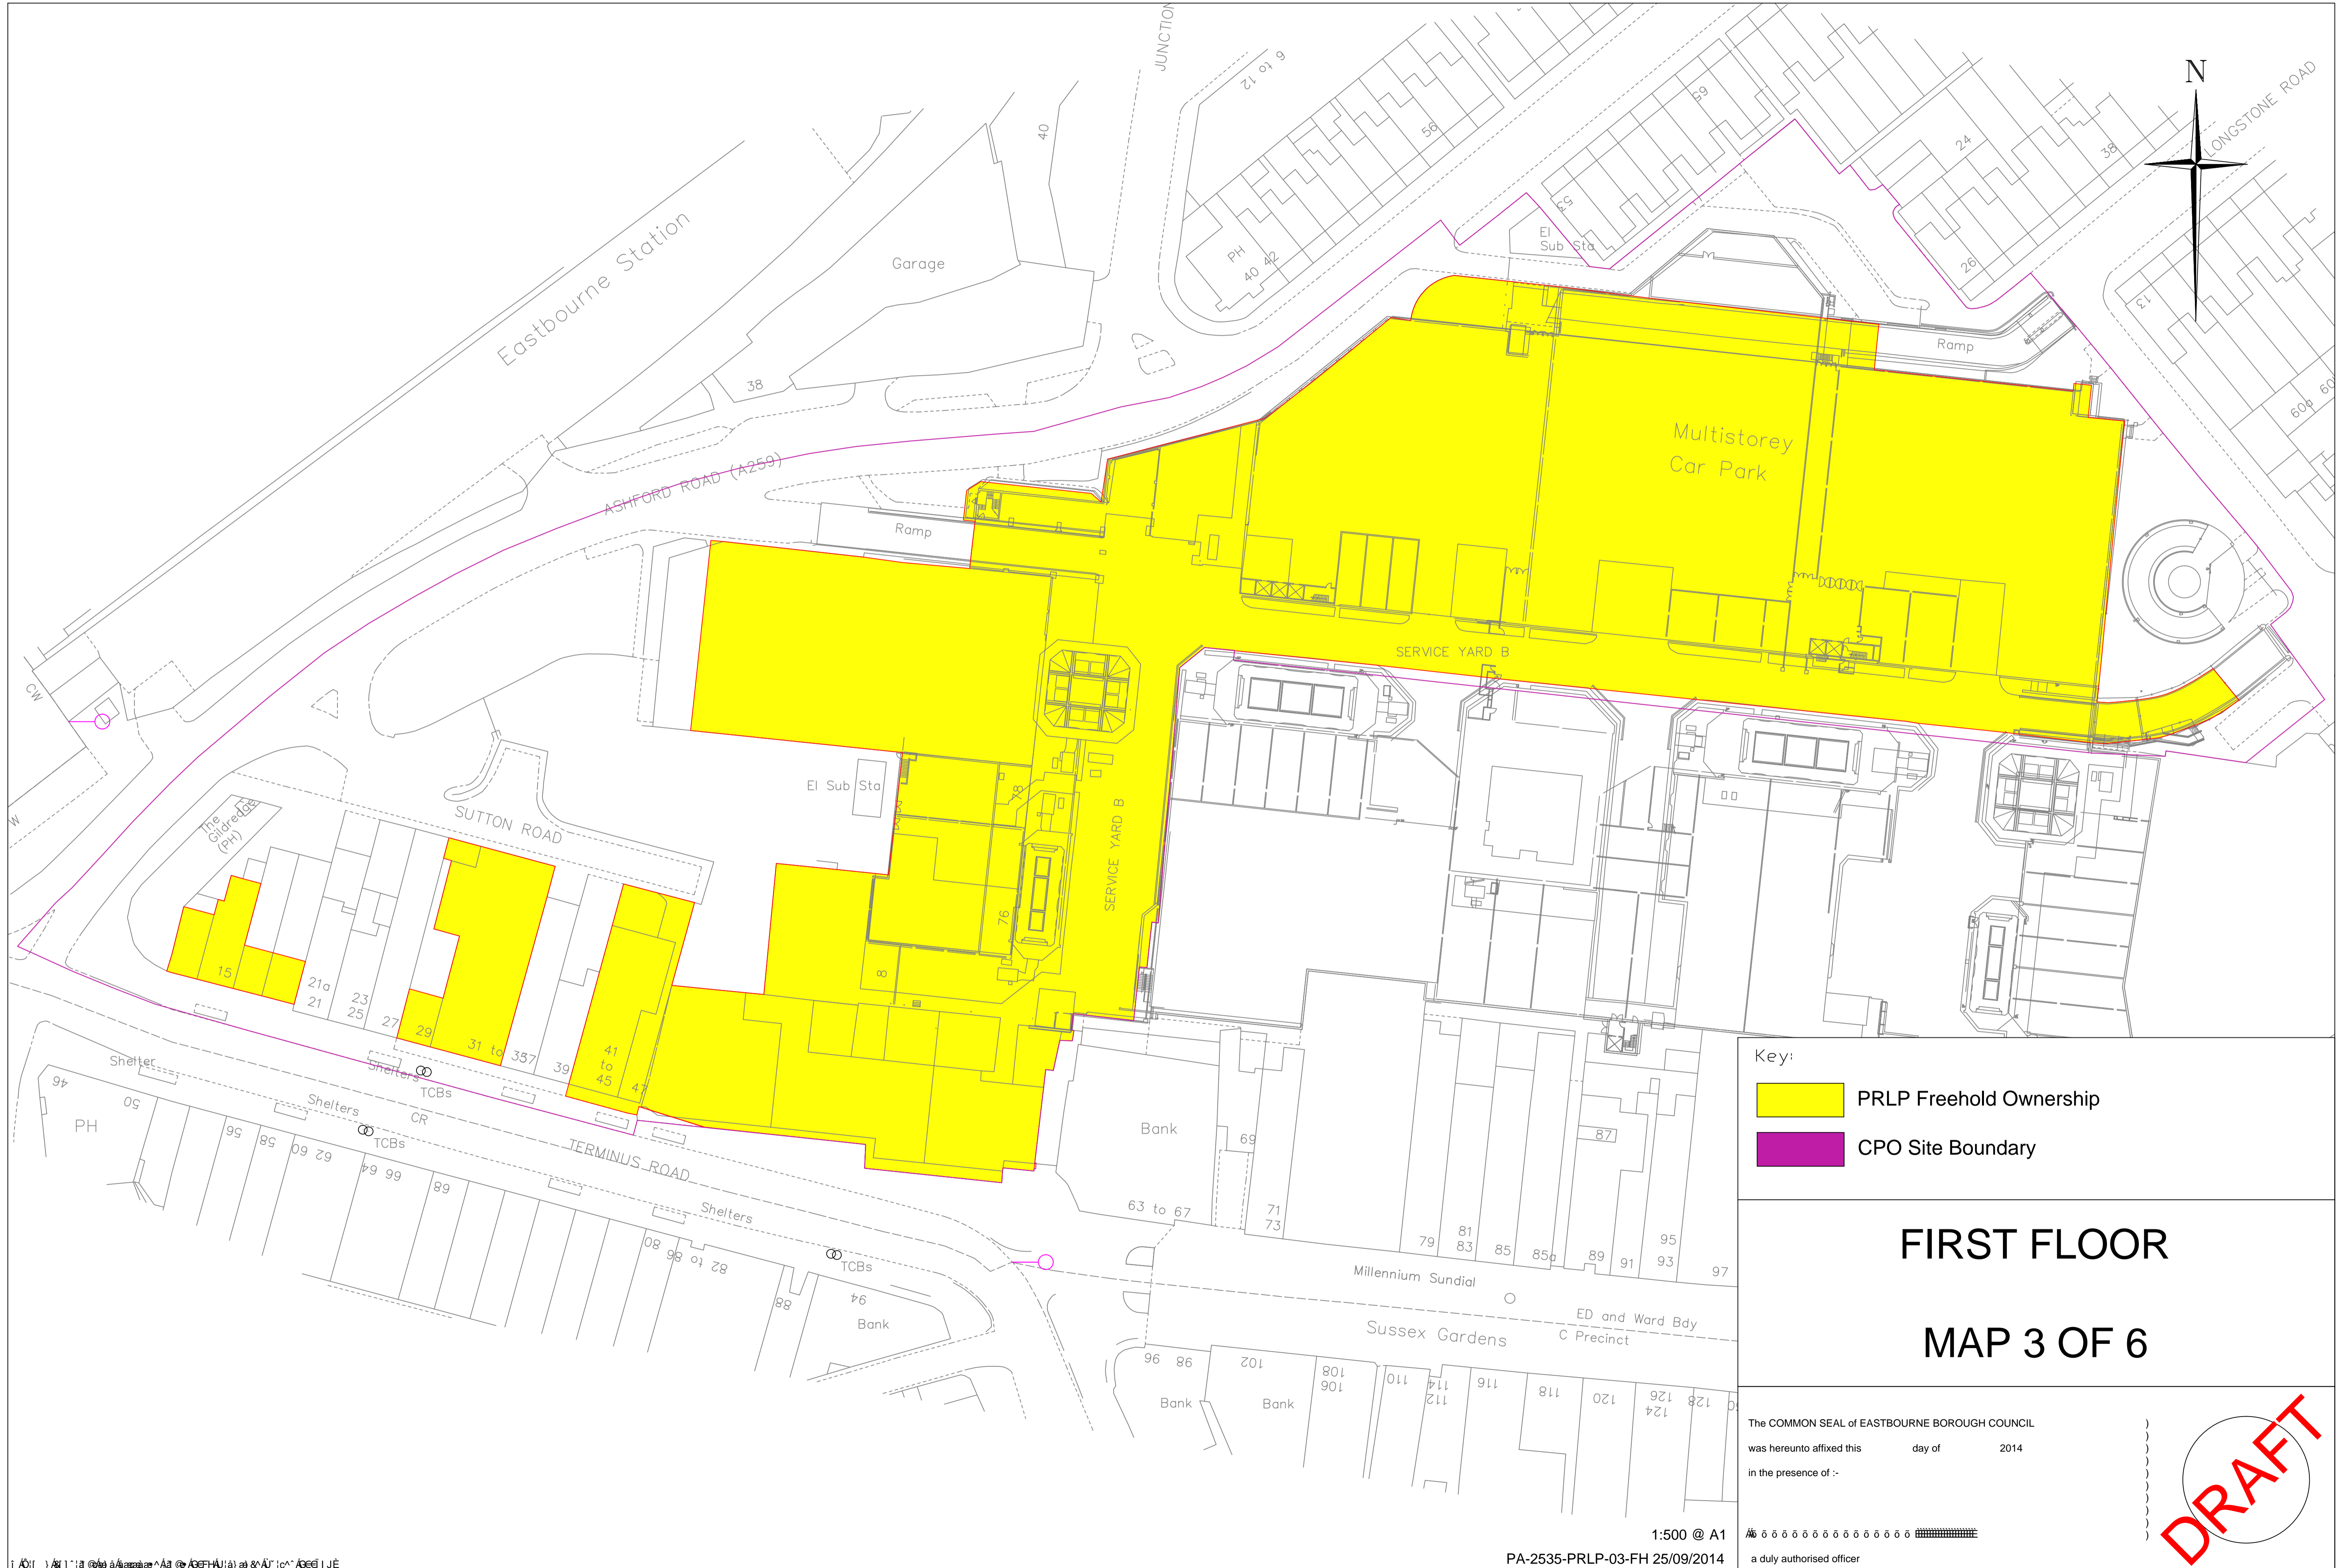 JUNCTION
6 to 12
N
LONGSTONE ROAD
40
56
65
24
38
Eastbourne Station
Garage
PH
40 42
53
El
Sub Sta
26
13
Ramp
60a 60
38
Multistorey
Car Park
ASHFORD ROAD (A259)
Ramp
SERVICE YARD B
CW
W
El Sub Sta
78
SERVICE YARD B
The
Gildredge
(PH)
SUTTON ROAD
76
8
15
21a
21
23
25
27
29
31 to 35
37
39
41
to
45
47
Shelter
Shelters
TCBs
46
50
PH
Shelters
CR
TCBs
56
58
60 62
64 66
68
TERMINUS ROAD
Shelters
80
82 to 86
88
TCBs
94
Bank
Bank
69
63 to 67
71
73
79
81
83
85
85a
87
89
91
93
95
97
Millennium Sundial
ED and Ward Bdy
C Precinct
Sussex Gardens
96 98
102
106
108
110
112
114
116
118
120
124
126
128
Bank
Bank
Key:
PRLP Freehold Ownership
CPO Site Boundary
FIRST FLOOR
MAP 3 OF 6
The COMMON SEAL of EASTBOURNE BOROUGH COUNCIL
was hereunto affixed this day of 2014
in the presence of :-
a duly authorised officer
DRAFT
1:500 @ A1
PA-2535-PRLP-03-FH 25/09/2014